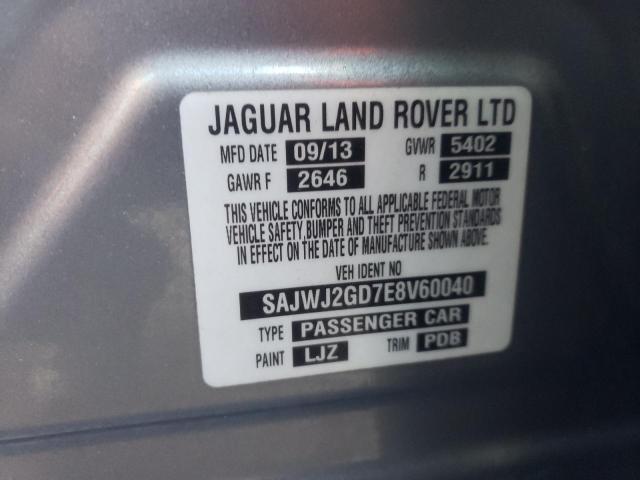 JAGUAR LAND ROVER LTD
MFD DATE 09/13 GVWR 5402
GAWR F 2646 R 2911
THIS VEHICLE CONFORMS TO ALL APPLICABLE FEDERAL MOTOR
VEHICLE SAFETY,BUMPER AND THEFT PREVENTION STANDARDS
IN EFFECT ON THE DATE OF MANUFACTURE SHOWN ABOVE.
VEH IDENT NO
SAJWJ2GD7E8V60040
TYPE PASSENGER CAR
PAINT LJZ TRIM PDB